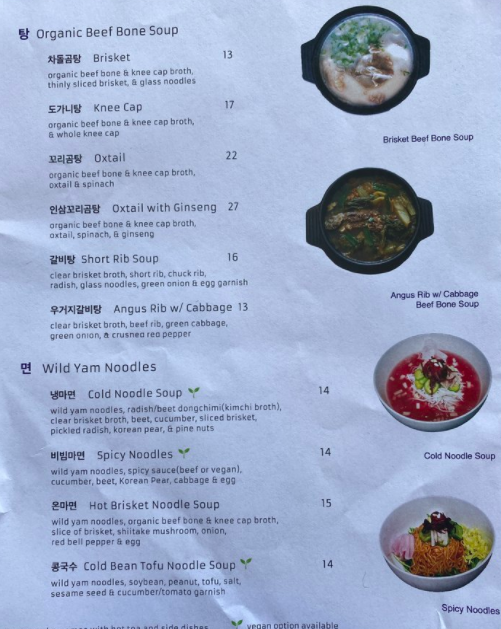 탕 Organic Beef Bone Soup
차돌곰탕 Brisket 13
organic beef bone & knee cap broth,
thinly sliced brisket, & glass noodles
Brisket Beef Bone Soup
도가니탕 Knee Cap 17
organic beef bone & knee cap broth,
& whole knee cap
꼬리곰탕 Oxtail 22
organic beef bone & knee cap broth,
oxtail & spinach
인삼꼬리곰탕 Oxtail with Ginseng 27
organic beef bone & knee cap broth,
oxtail, spinach, & ginseng
갈비탕 Short Rib Soup 16
clear brisket broth, short rib, chuck rib,
radish, glass noodles, green onion & egg garnish
Angus Rib w/ Cabbage
Beef Bone Soup
우거지갈비탕 Angus Rib w/ Cabbage 13
clear brisket broth, beef rib, green cabbage,
green onion, & crushed red pepper
면 Wild Yam Noodles
냉마면 Cold Noodle Soup 14
wild yam noodles, radish/beet dongchimi(kimchi broth),
clear brisket broth, beet, cucumber, sliced brisket,
pickled radish, korean pear, & pine nuts
Cold Noodle Soup
비빔마면 Spicy Noodles 14
wild yam noodles, spicy sauce(beef or vegan),
cucumber, beet, Korean Pear, cabbage & egg
온마면 Hot Brisket Noodle Soup 15
wild yam noodles, organic beef bone & knee cap broth,
slice of brisket, shiitake mushroom, onion,
red bell pepper & egg
콩국수 Cold Bean Tofu Noodle Soup 14
wild yam noodles, soybean, peanut, tofu, salt,
sesame seed & cucumber/tomato garnish
Spicy Noodles
with hot tea and side dishes vegan option available